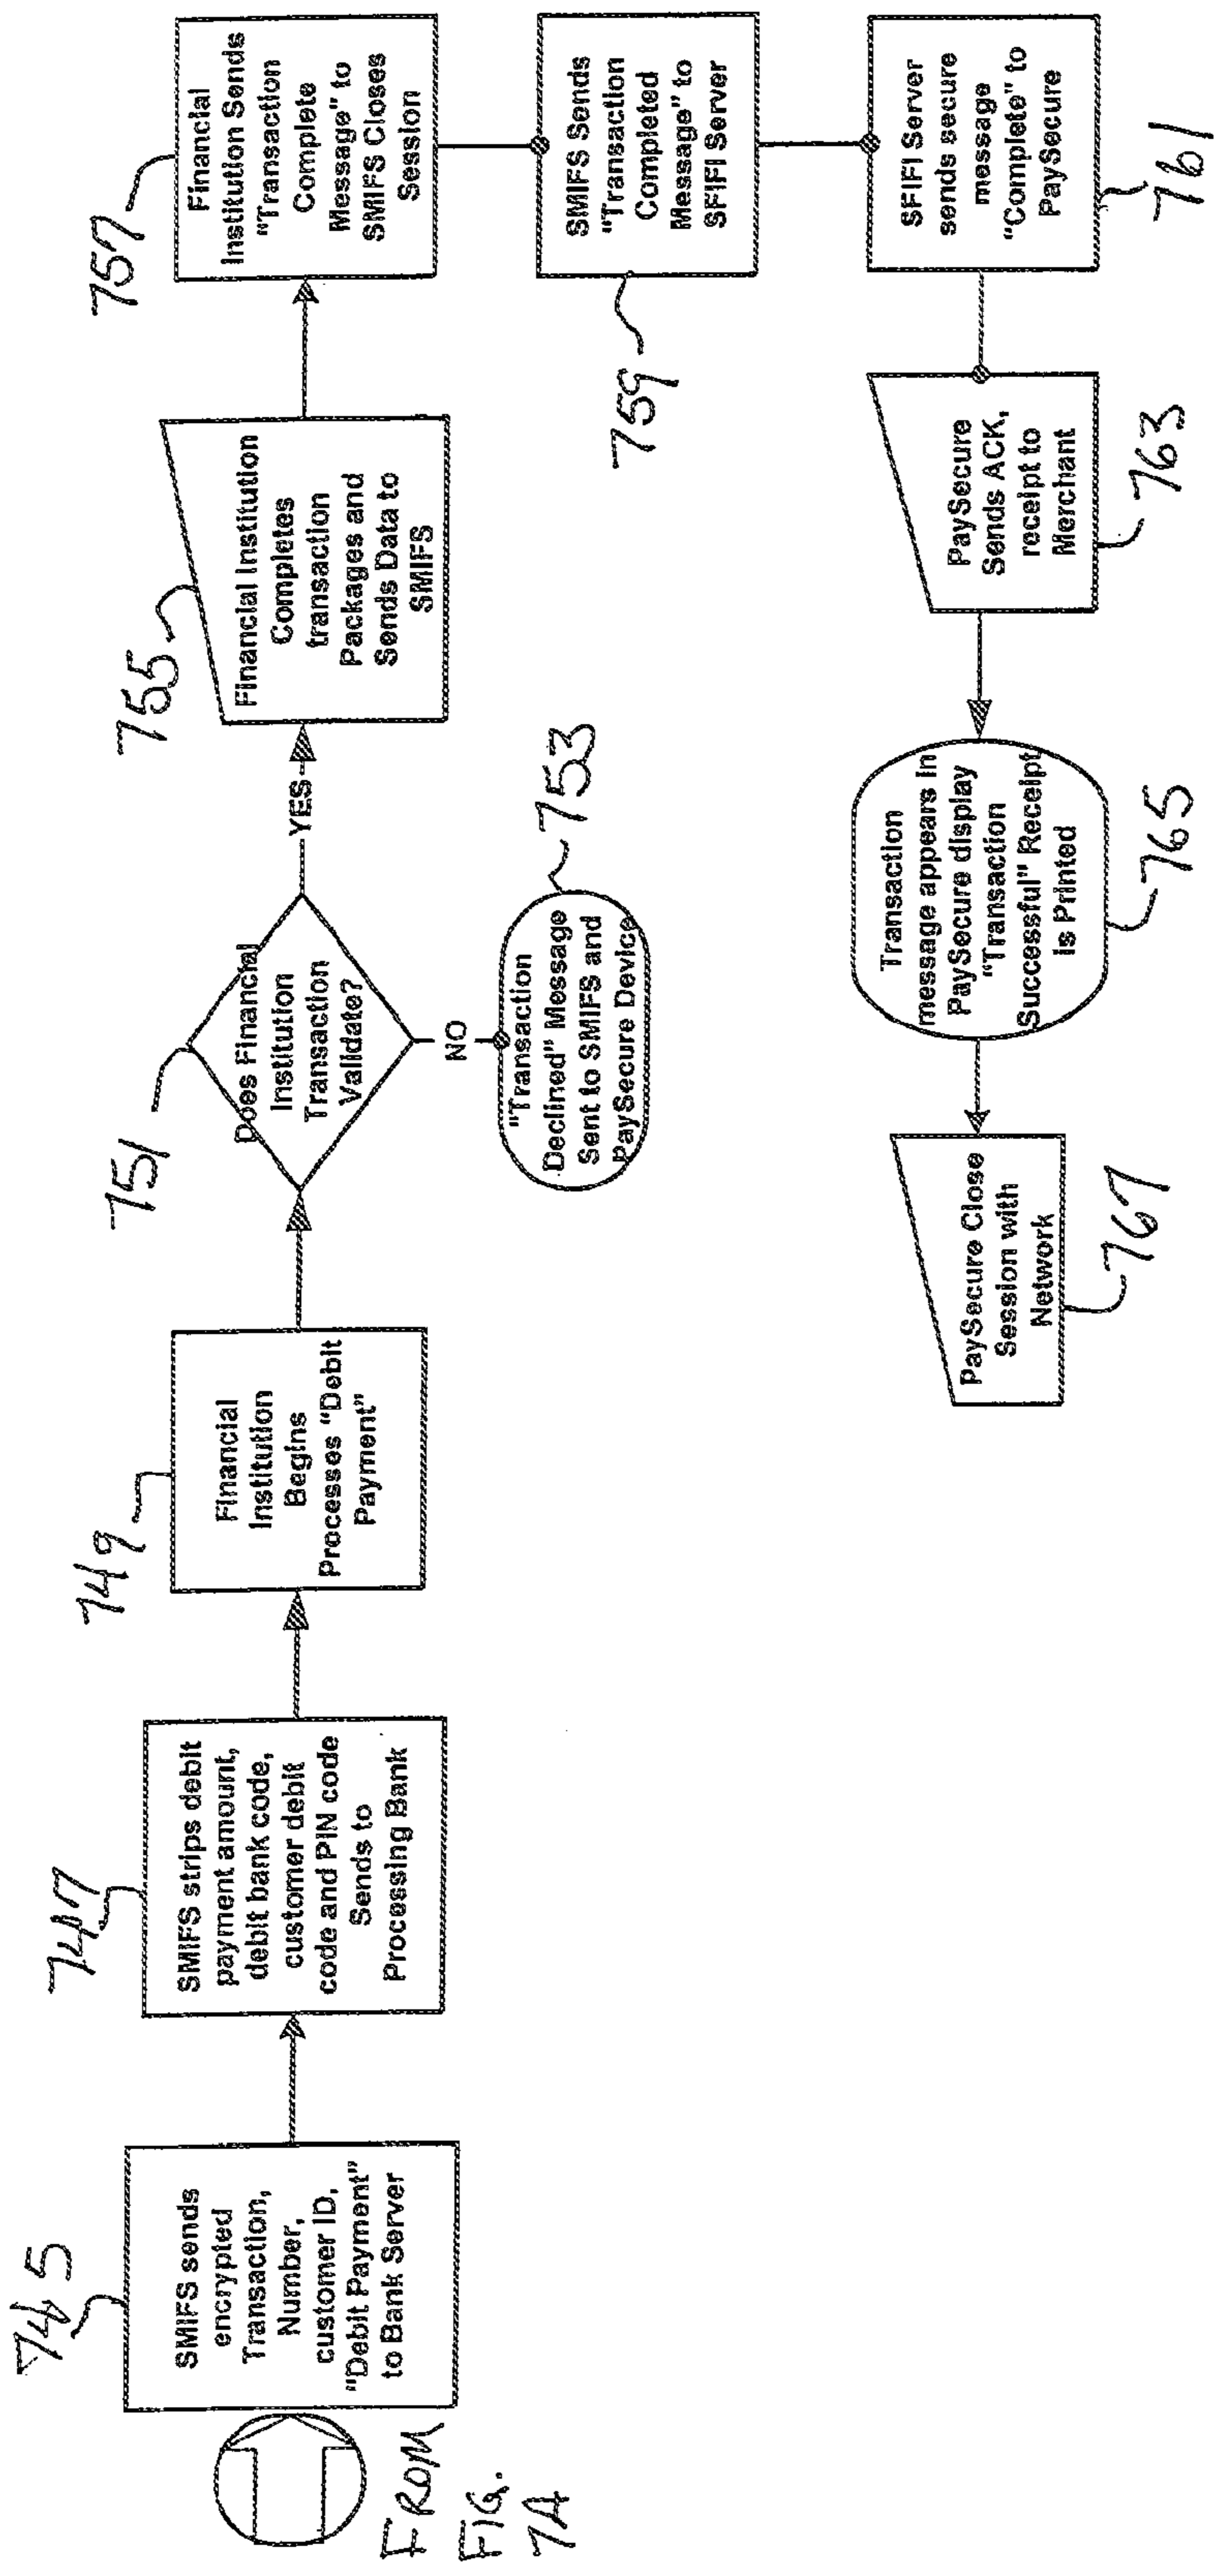 FROM
FIG.
7A
745
SMIFS sends
encrypted
Transaction,
Number,
customer ID,
"Debit Payment"
to Bank Server
747
SMIFS strips debit
payment amount,
debit bank code,
customer debit
code and PIN code
Sends to
Processing Bank
749
Financial
Institution
Begins
Processes "Debit
Payment"
751
Does Financial
Institution
Transaction
Validate?
YES
NO
753
"Transaction
Declined" Message
Sent to SMIFS and
PaySecure Device
755
Financial Institution
Completes
transaction
Packages and
Sends Data to
SMIFS
757
Financial
Institution Sends
"Transaction
Complete
Message" to
SMIFS Closes
Session
759
SMIFS Sends
"Transaction
Completed
Message" to
SFIFI Server
761
SFIFI Server
sends secure
message
"Complete" to
PaySecure
763
PaySecure
Sends ACK,
receipt to
Merchant
765
Transaction
message appears in
PaySecure display
"Transaction
Successful" Receipt
Is Printed
767
PaySecure Close
Session with
Network